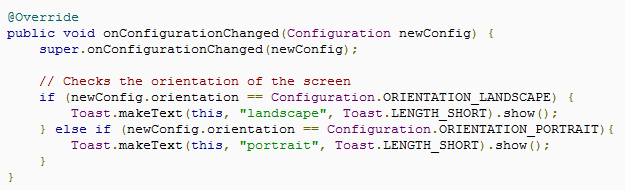 @Override
public void onConfigurationChanged(Configuration newConfig) {
    super.onConfigurationChanged(newConfig);

    // Checks the orientation of the screen
    if (newConfig.orientation == Configuration.ORIENTATION_LANDSCAPE) {
        Toast.makeText(this, "landscape", Toast.LENGTH_SHORT).show();
    } else if (newConfig.orientation == Configuration.ORIENTATION_PORTRAIT){
        Toast.makeText(this, "portrait", Toast.LENGTH_SHORT).show();
    }
}